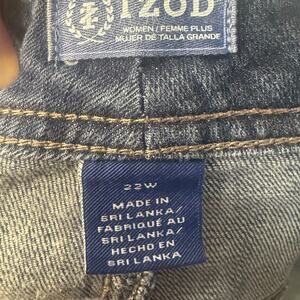 IZOD
WOMEN / FEMME PLUS
MUJER DE TALLA GRANDE
22W
MADE IN
SRI LANKA/
FABRIQUÉ AU
SRI LANKA/
HECHO EN
SRI LANKA